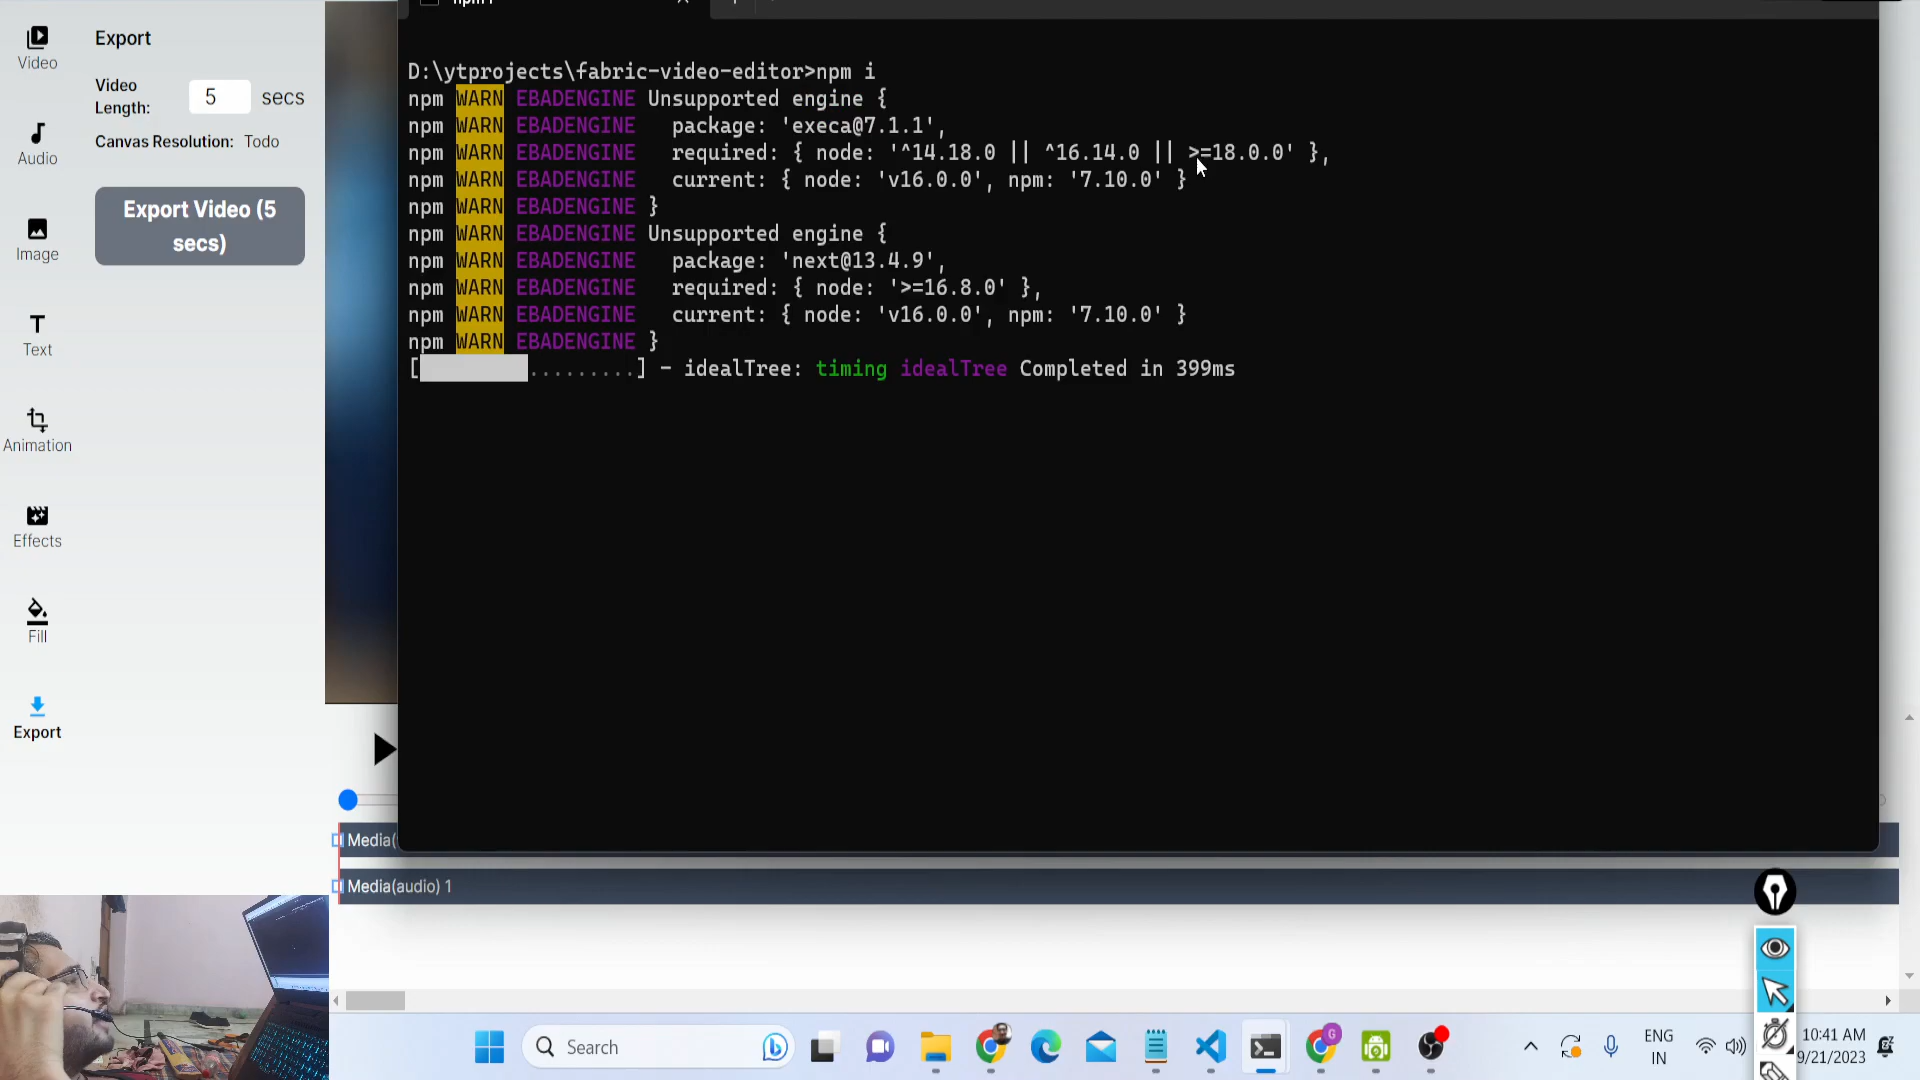 Video
Audio
Image
Text
Animation
Effects
Fill
Export
Export
Video
Length:
5 secs
Canvas Resolution: Todo
Export Video (5
secs)
D:\ytprojects\fabric-video-editor>npm i
npm WARN EBADENGINE Unsupported engine {
npm WARN EBADENGINE   package: 'execa@7.1.1',
npm WARN EBADENGINE   required: { node: '^14.18.0 || ^16.14.0 || >=18.0.0' },
npm WARN EBADENGINE   current: { node: 'v16.0.0', npm: '7.10.0' }
npm WARN EBADENGINE }
npm WARN EBADENGINE Unsupported engine {
npm WARN EBADENGINE   package: 'next@13.4.9',
npm WARN EBADENGINE   required: { node: '>=16.8.0' },
npm WARN EBADENGINE   current: { node: 'v16.0.0', npm: '7.10.0' }
npm WARN EBADENGINE }
[.........] - idealTree: timing idealTree Completed in 399ms
Media(
Media(audio) 1
Search
G
ENG
IN
10:41 AM
9/21/2023